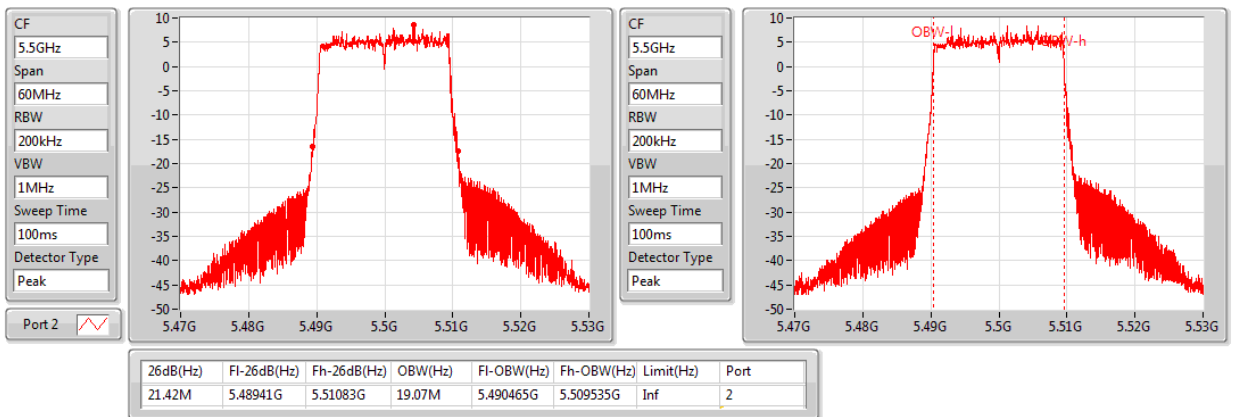 CF
5.5GHz
Span
60MHz
RBW
200kHz
VBW
1MHz
Sweep Time
100ms
Detector Type
Peak
Port 2
10
5
0
-5
-10
-15
-20
-25
-30
-35
-40
-45
-50
5.47G 5.48G 5.49G 5.5G 5.51G 5.52G 5.53G
CF
5.5GHz
Span
60MHz
RBW
200kHz
VBW
1MHz
Sweep Time
100ms
Detector Type
Peak
10
5
0
-5
-10
-15
-20
-25
-30
-35
-40
-45
-50
5.47G 5.48G 5.49G 5.5G 5.51G 5.52G 5.53G
26dB(Hz) Fl-26dB(Hz) Fh-26dB(Hz) OBW(Hz) Fl-OBW(Hz) Fh-OBW(Hz) Limit(Hz) Port
21.42M 5.48941G 5.51083G 19.07M 5.490465G 5.509535G Inf 2